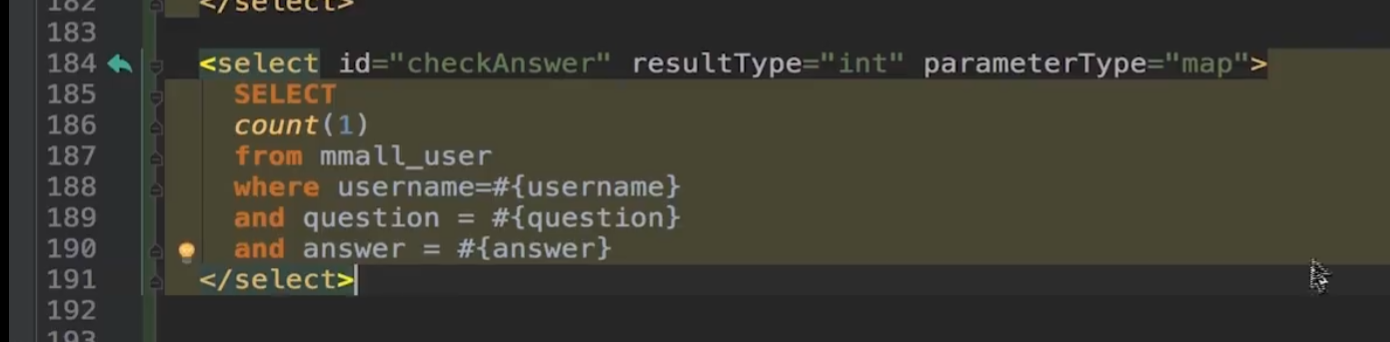 182 </select>
183
184 <select id="checkAnswer" resultType="int" parameterType="map">
185 SELECT
186 count(1)
187 from mmall_user
188 where username=#{username}
189 and question = #{question}
190 and answer = #{answer}
191 </select>
192
193